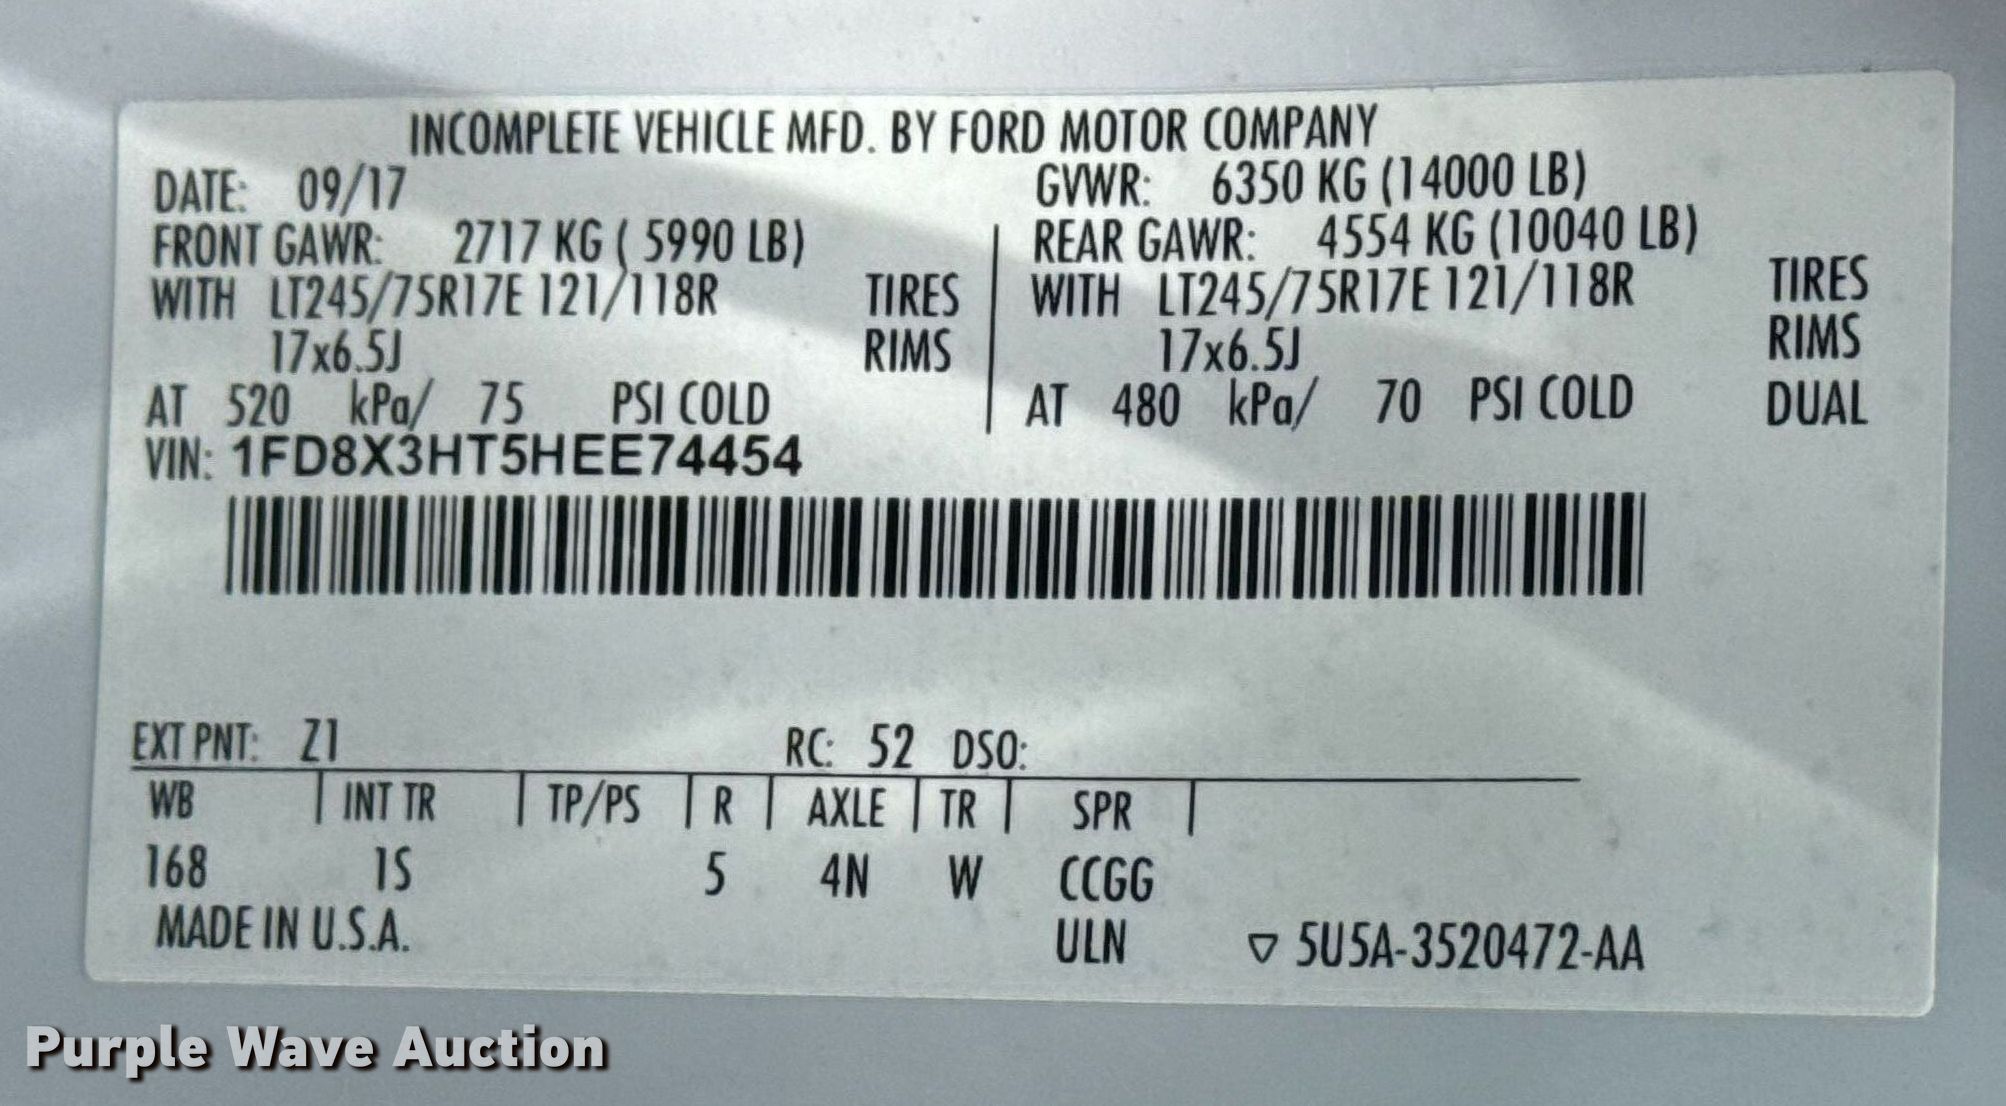 INCOMPLETE VEHICLE MFD. BY FORD MOTOR COMPANY
DATE: 09/17 GVWR: 6350 KG (14000 LB)
FRONT GAWR: 2717 KG ( 5990 LB) REAR GAWR: 4554 KG (10040 LB)
WITH LT245/75R17E 121/118R TIRES WITH LT245/75R17E 121/118R TIRES
17x6.5J RIMS 17x6.5J RIMS
AT 520 kPa/ 75 PSI COLD AT 480 kPa/ 70 PSI COLD DUAL
VIN: 1FD8X3HT5HEE74454
EXT PNT: Z1 RC: 52 DSO:
WB INT TR TP/PS R AXLE TR SPR
168 1S 5 4N W CCGG
MADE IN U.S.A. ULN ▽ 5U5A-3520472-AA
Purple Wave Auction